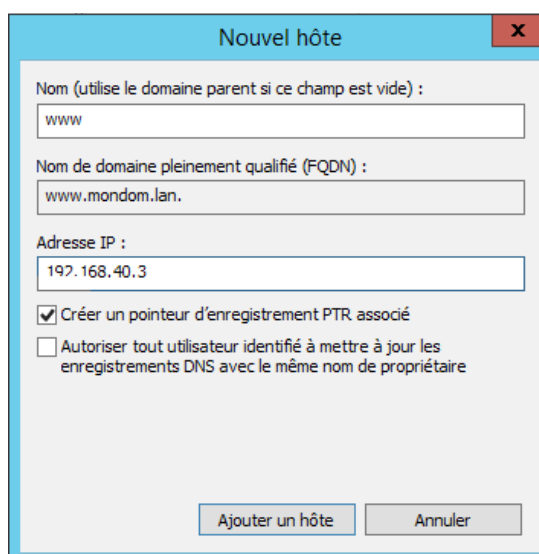 Nouvel hôte
x
Nom (utilise le domaine parent si ce champ est vide) :
www
Nom de domaine pleinement qualifié (FQDN) :
www.mondom.lan.
Adresse IP :
192.168.40.3
Créer un pointeur d'enregistrement PTR associé
Autoriser tout utilisateur identifié à mettre à jour les
enregistrements DNS avec le même nom de propriétaire
Ajouter un hôte
Annuler